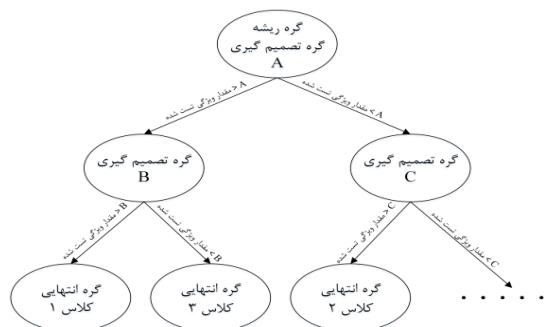 گره ریشه
گره تصمیم گیری
A
مقدار ویژگی تست شده > A
مقدار ویژگی تست شده < A
گره تصمیم گیری
B
گره تصمیم گیری
C
مقدار ویژگی تست شده > B
مقدار ویژگی تست شده < B
مقدار ویژگی تست شده > C
مقدار ویژگی تست شده < C
گره انتهایی
کلاس ۱
گره انتهایی
کلاس ۳
گره انتهایی
کلاس ۲
. . . . .